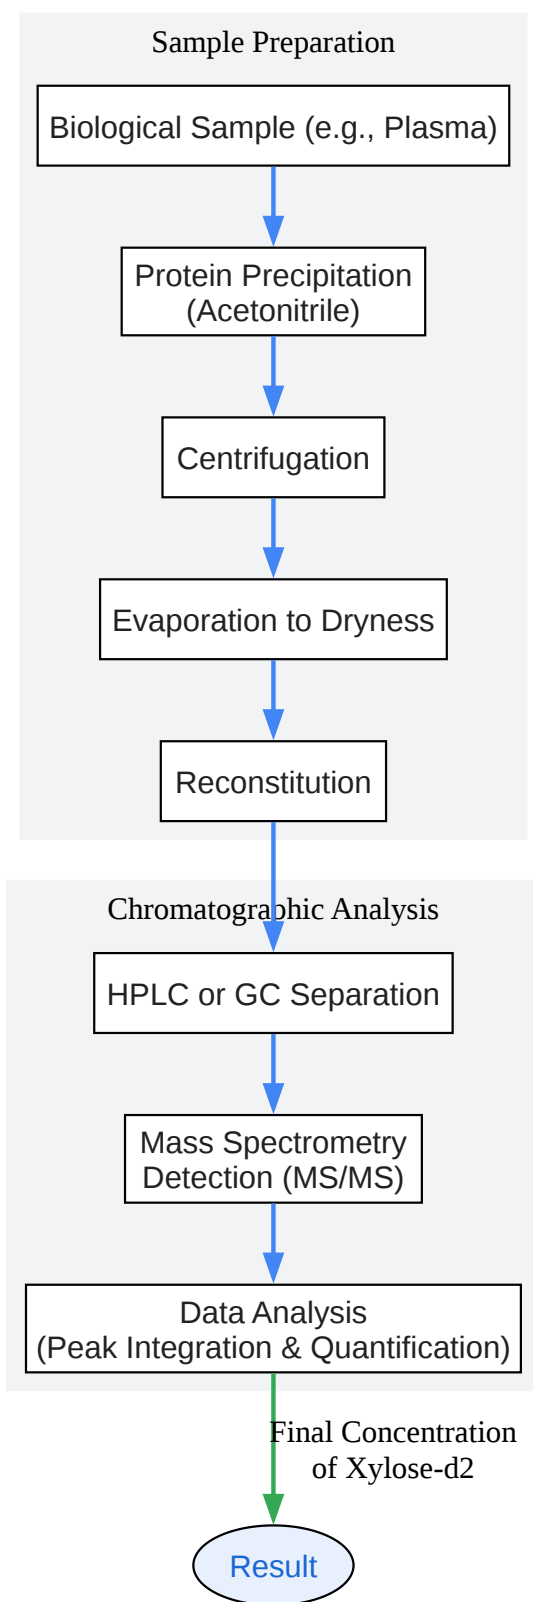 Sample Preparation
Biological Sample (e.g., Plasma)
Protein Precipitation
(Acetonitrile)
Centrifugation
Evaporation to Dryness
Reconstitution
Chromatographic Analysis
HPLC or GC Separation
Mass Spectrometry
Detection (MS/MS)
Data Analysis
(Peak Integration & Quantification)
Final Concentration
of Xylose-d2
Result